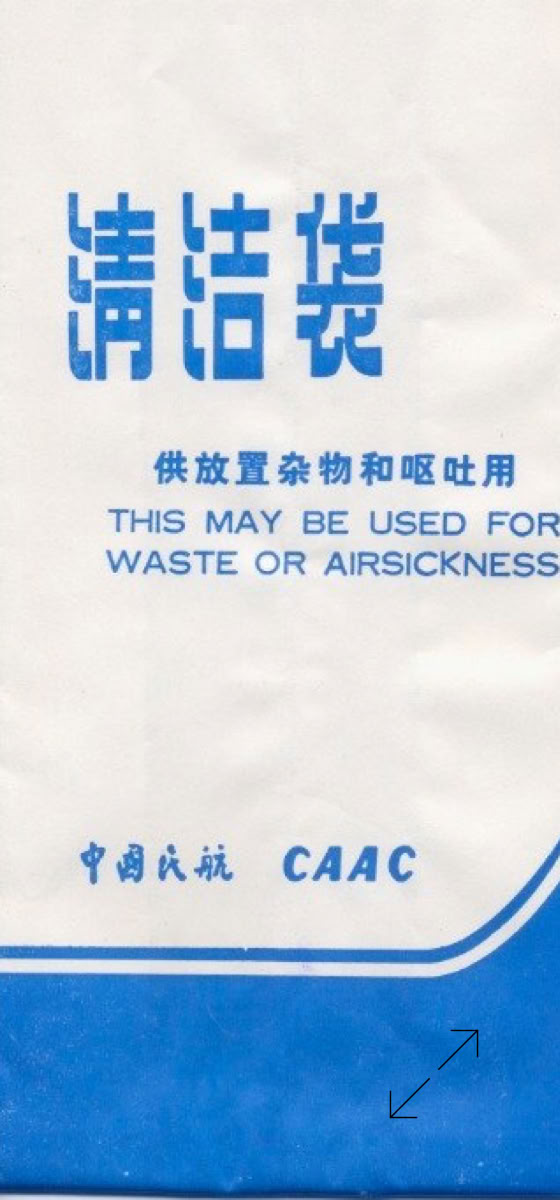 清洁袋
供放置杂物和呕吐用
THIS MAY BE USED FOR
WASTE OR AIRSICKNESS
中国民航 CAAC